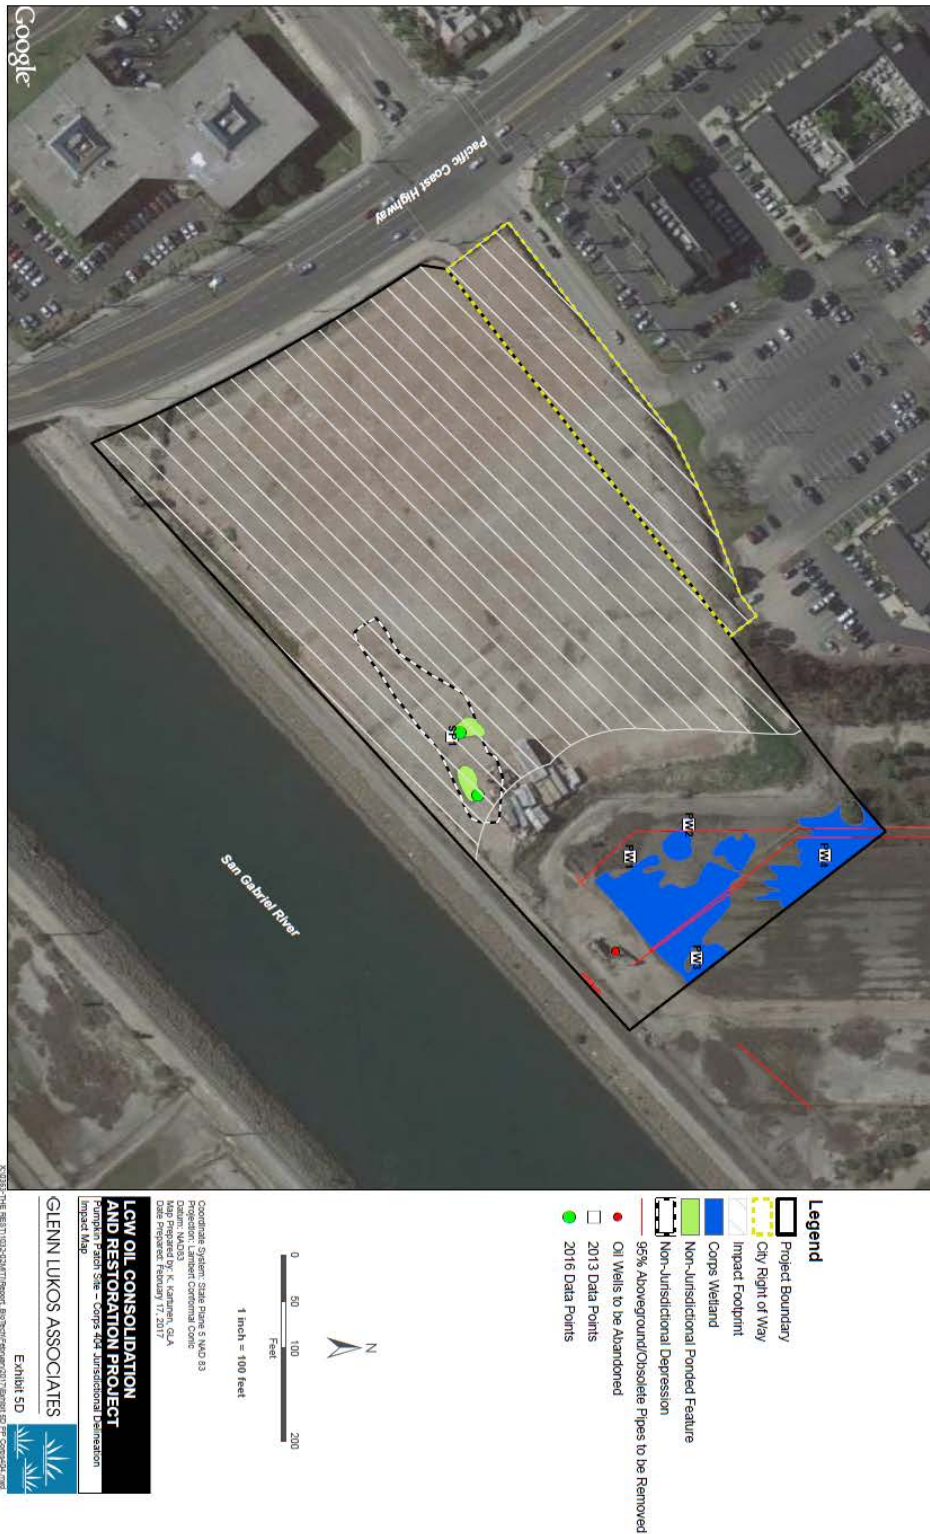 Google
Pacific Coast Highway
San Gabriel River
SP1
PW1
PW2
PW3
PW4
Legend
Project Boundary
City Right of Way
Impact Footprint
Corps Wetland
Non-Jurisdictional Ponded Feature
Non-Jurisdictional Depression
95% Aboveground/Obsolete Pipes to be Removed
Oil Wells to be Abandoned
2013 Data Points
2016 Data Points
N
0 50 100 200
Feet
1 inch = 100 feet
Coordinate System: State Plane 5 NAD 83
Projection: Lambert Conformal Conic
Datum: NAD83
Map Prepared by: K. Kartunen, GLA
Date Prepared: February 17, 2017
LCW OIL CONSOLIDATION
AND RESTORATION PROJECT
Pumpkin Patch Site – Corps 404 Jurisdictional Delineation
Impact Map
GLENN LUKOS ASSOCIATES
Exhibit 5D